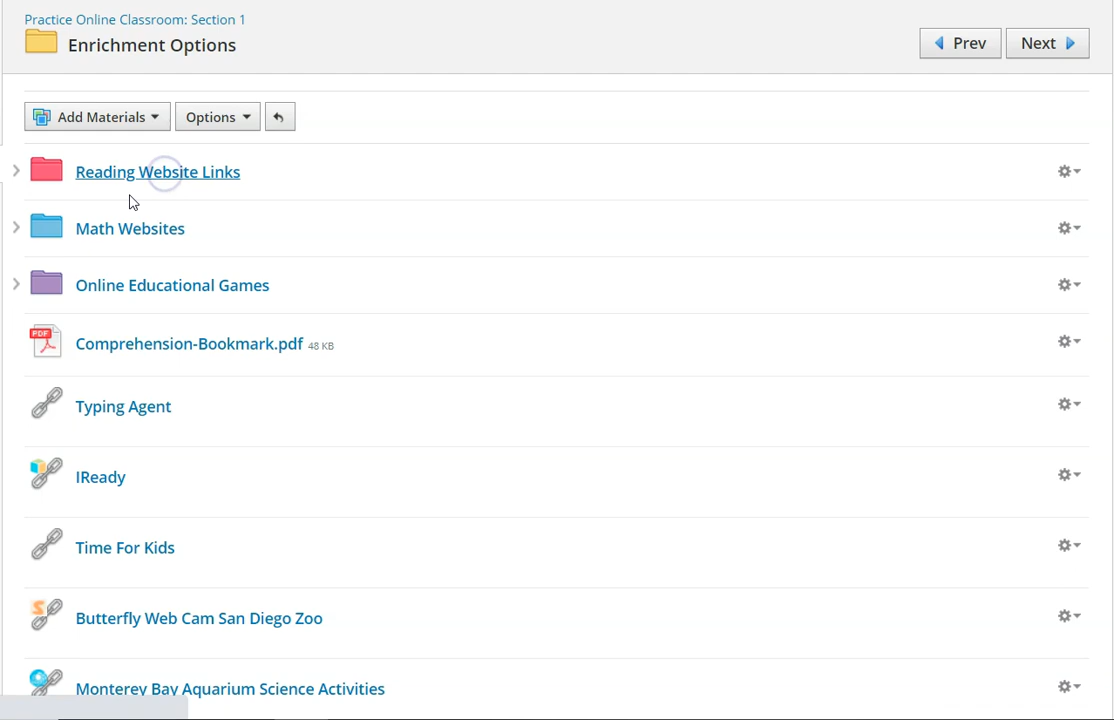 Practice Online Classroom: Section 1
Enrichment Options
Prev
Next
Add Materials
Options
Reading Website Links
Math Websites
Online Educational Games
PDF
Comprehension-Bookmark.pdf 48 KB
Typing Agent
IReady
Time For Kids
S
Butterfly Web Cam San Diego Zoo
Monterey Bay Aquarium Science Activities